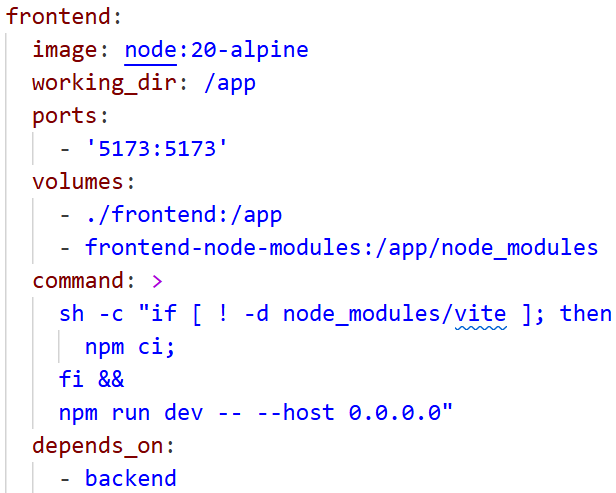 frontend:
  image: node:20-alpine
  working_dir: /app
  ports:
    - '5173:5173'
  volumes:
    - ./frontend:/app
    - frontend-node-modules:/app/node_modules
  command: >
    sh -c "if [ ! -d node_modules/vite ]; then
      npm ci;
    fi &&
    npm run dev -- --host 0.0.0.0"
  depends_on:
    - backend